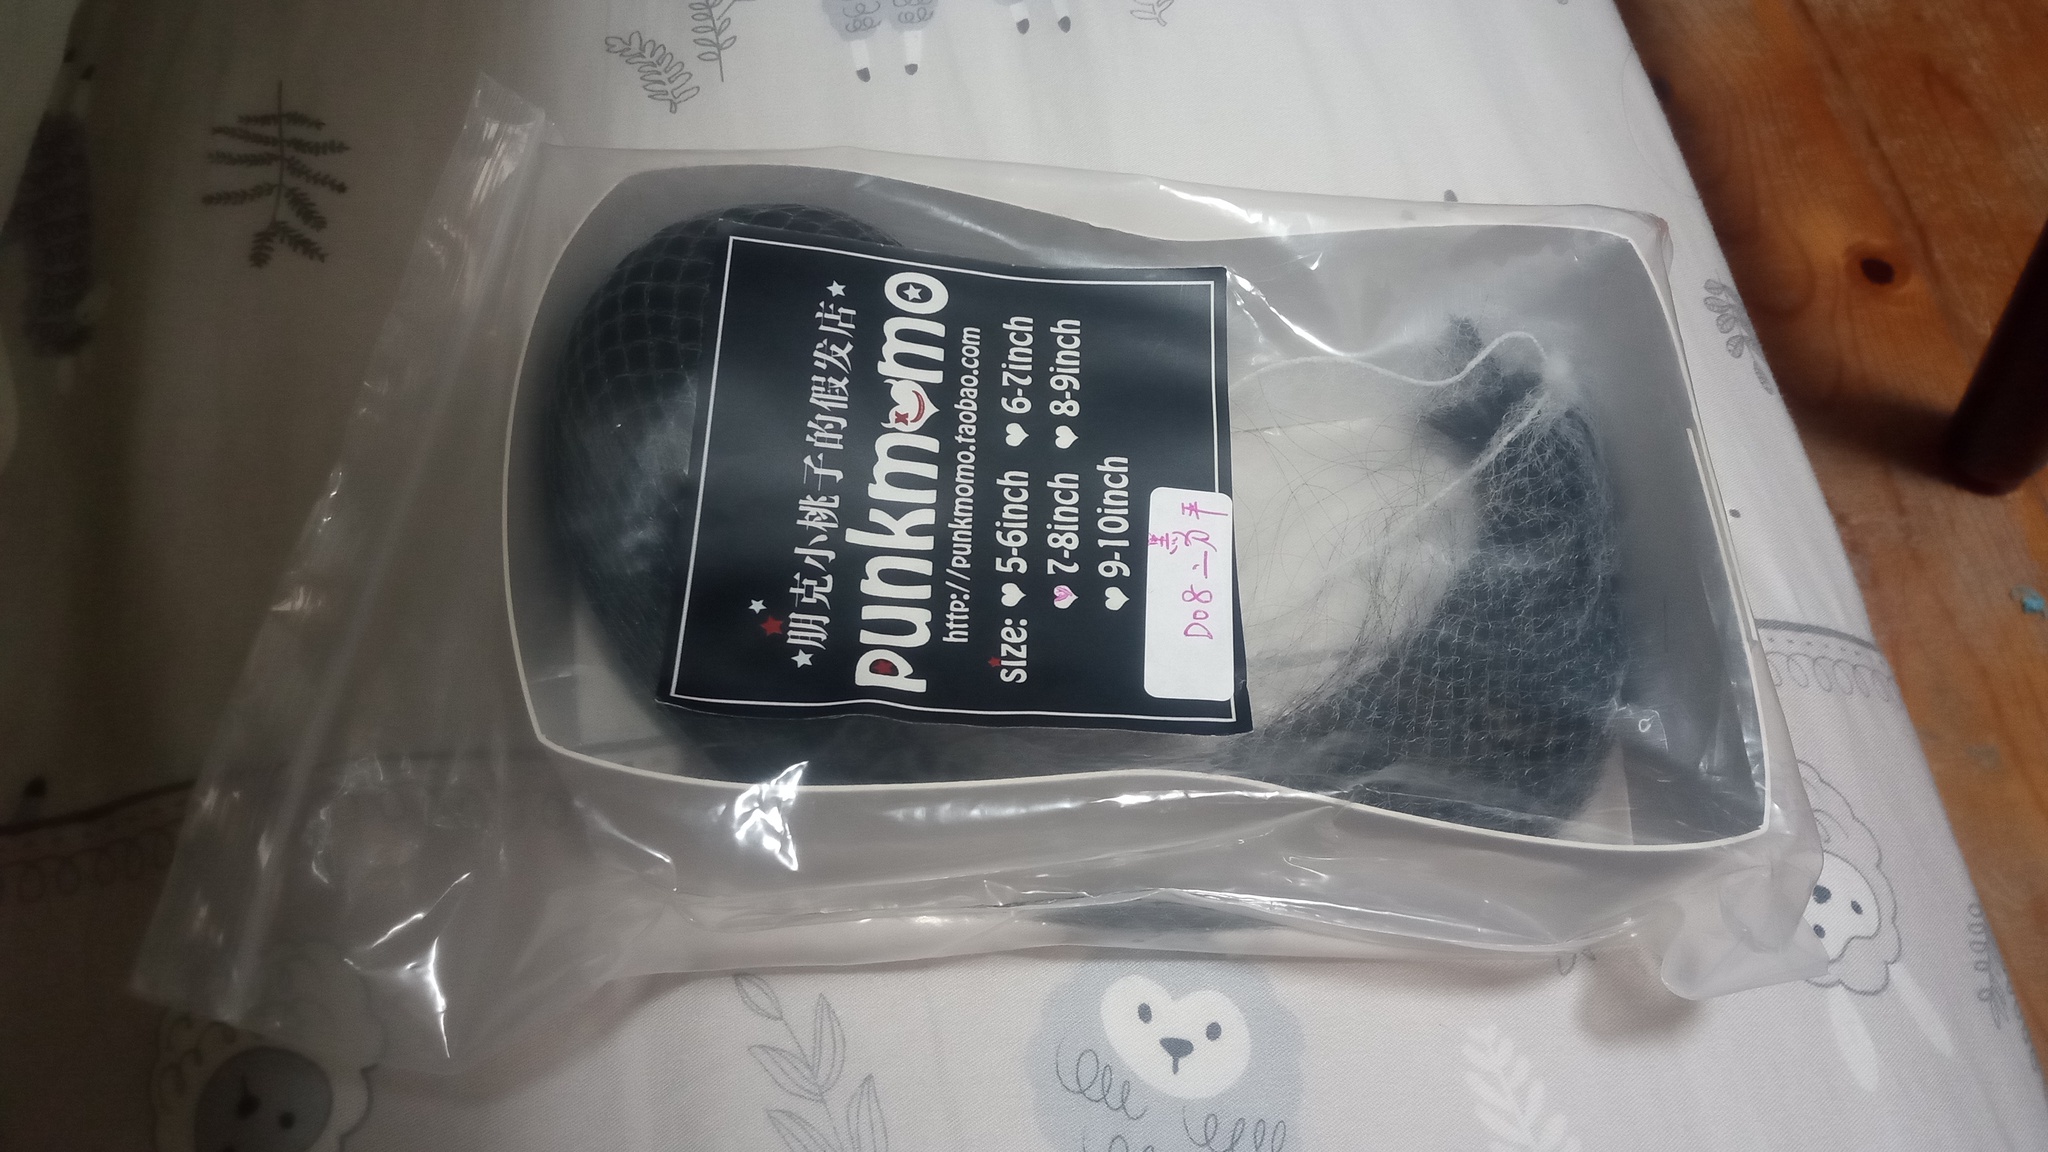 朋克小桃子的假发店
punkmomo
http://punkmomo.taobao.com
size: 5-6inch 6-7inch
7-8inch 8-9inch
9-10inch
D08